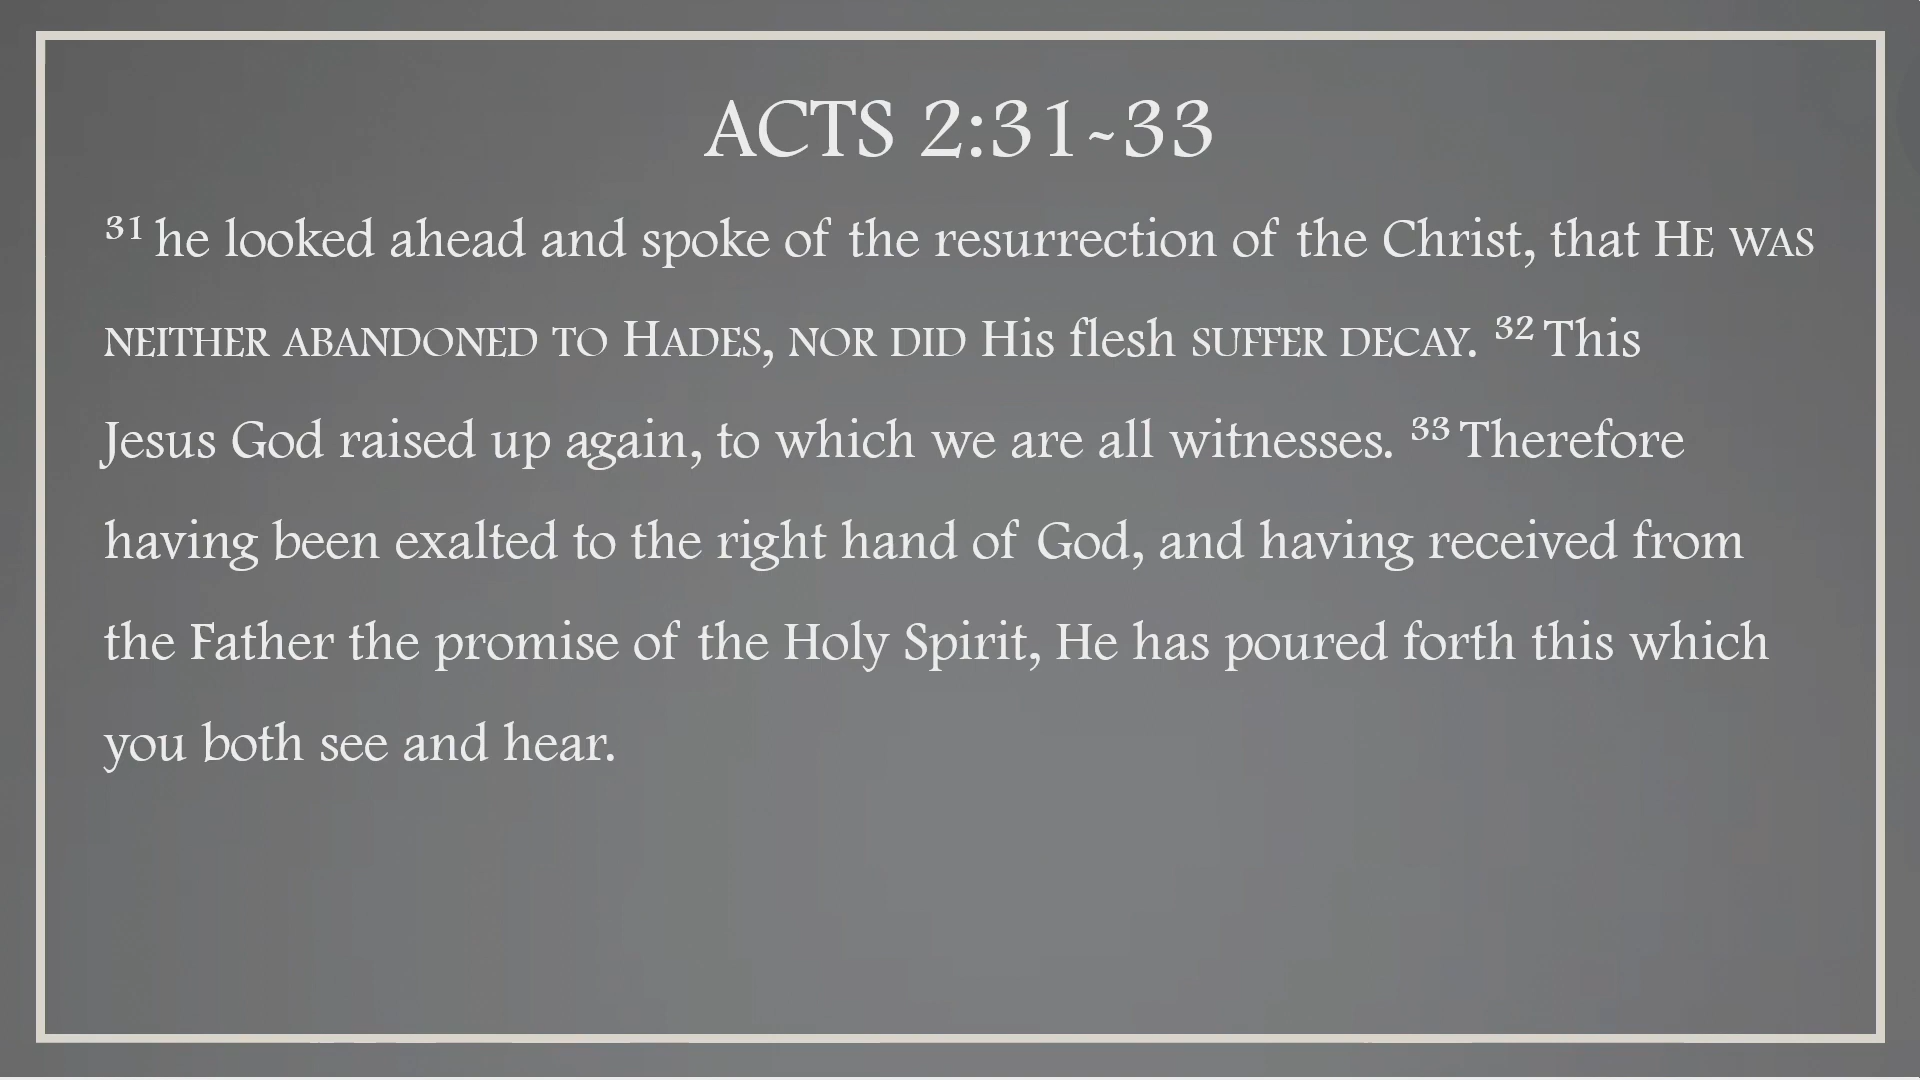 ACTS 2:31-33
31 he looked ahead and spoke of the resurrection of the Christ, that HE WAS
NEITHER ABANDONED TO HADES, NOR DID His flesh SUFFER DECAY. 32 This
Jesus God raised up again, to which we are all witnesses. 33 Therefore
having been exalted to the right hand of God, and having received from
the Father the promise of the Holy Spirit, He has poured forth this which
you both see and hear.